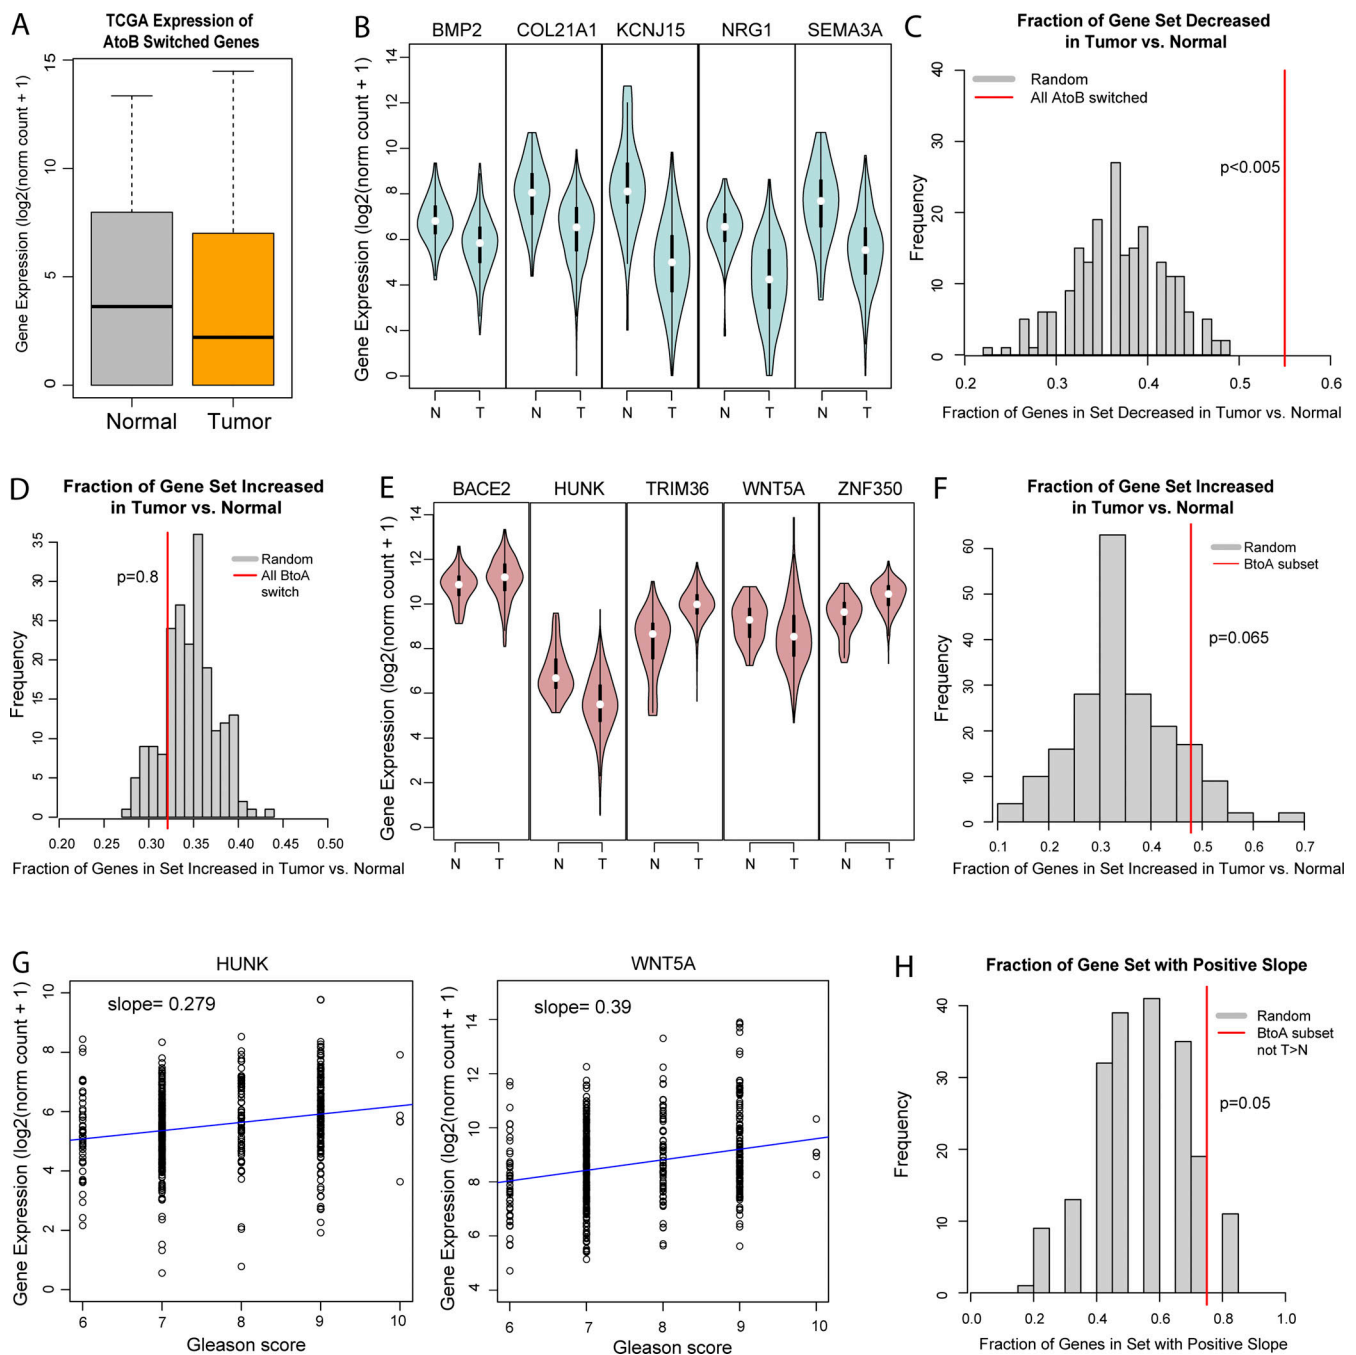 A
TCGA Expression of
AtoB Switched Genes
Gene Expression (log2(norm count + 1)
15
10
5
0
Normal Tumor
B
BMP2 COL21A1 KCNJ15 NRG1 SEMA3A
Gene Expression (log2(norm count + 1)
14
12
10
8
6
4
2
0
N T N T N T N T N T
C
Fraction of Gene Set Decreased
in Tumor vs. Normal
Random
All AtoB switched
p<0.005
Frequency
40
30
20
10
0
0.2 0.3 0.4 0.5 0.6
Fraction of Genes in Set Decreased in Tumor vs. Normal
D
Fraction of Gene Set Increased
in Tumor vs. Normal
Random
All BtoA
switch
p=0.8
Frequency
35
30
25
20
15
10
5
0
0.20 0.30 0.35 0.40 0.45 0.50
Fraction of Genes in Set Increased in Tumor vs. Normal
E
BACE2 HUNK TRIM36 WNT5A ZNF350
Gene Expression (log2(norm count + 1)
14
12
10
8
6
4
2
0
N T N T N T N T N T
F
Fraction of Gene Set Increased
in Tumor vs. Normal
Random
BtoA subset
p=0.065
Frequency
60
50
40
30
20
10
0
0.1 0.2 0.3 0.4 0.5 0.6 0.7
Fraction of Genes in Set Increased in Tumor vs. Normal
G
HUNK
slope= 0.279
Gene Expression (log2(norm count + 1)
10
8
6
4
2
0
6 7 8 9 10
Gleason score
WNT5A
slope= 0.39
Gene Expression (log2(norm count + 1)
14
12
10
8
6
4
6 7 8 9 10
Gleason score
H
Fraction of Gene Set with Positive Slope
Random
BtoA subset
not T>N
p=0.05
Frequency
40
30
20
10
0
0.0 0.2 0.4 0.6 0.8 1.0
Fraction of Genes in Set with Positive Slope